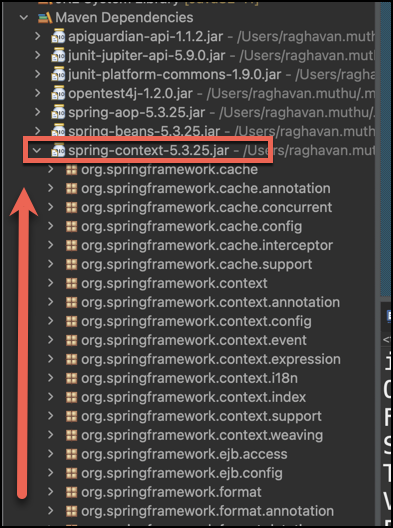 Maven Dependencies
apiguardian-api-1.1.2.jar - /Users/raghavan.muthu/
junit-jupiter-api-5.9.0.jar - /Users/raghavan.muth
junit-platform-commons-1.9.0.jar - /Users/ragha
opentest4j-1.2.0.jar - /Users/raghavan.muthu/.m
spring-aop-5.3.25.jar - /Users/raghavan.muthu/.m
spring-beans-5.3.25.jar - /Users/raghavan.muthu
spring-context-5.3.25.jar - /Users/raghavan.mut
org.springframework.cache
org.springframework.cache.annotation
org.springframework.cache.concurrent
org.springframework.cache.config
org.springframework.cache.interceptor
org.springframework.cache.support
org.springframework.context
org.springframework.context.annotation
org.springframework.context.config
org.springframework.context.event
org.springframework.context.expression
org.springframework.context.i18n
org.springframework.context.index
org.springframework.context.support
org.springframework.context.weaving
org.springframework.ejb.access
org.springframework.ejb.config
org.springframework.format
org.springframework.format.annotation